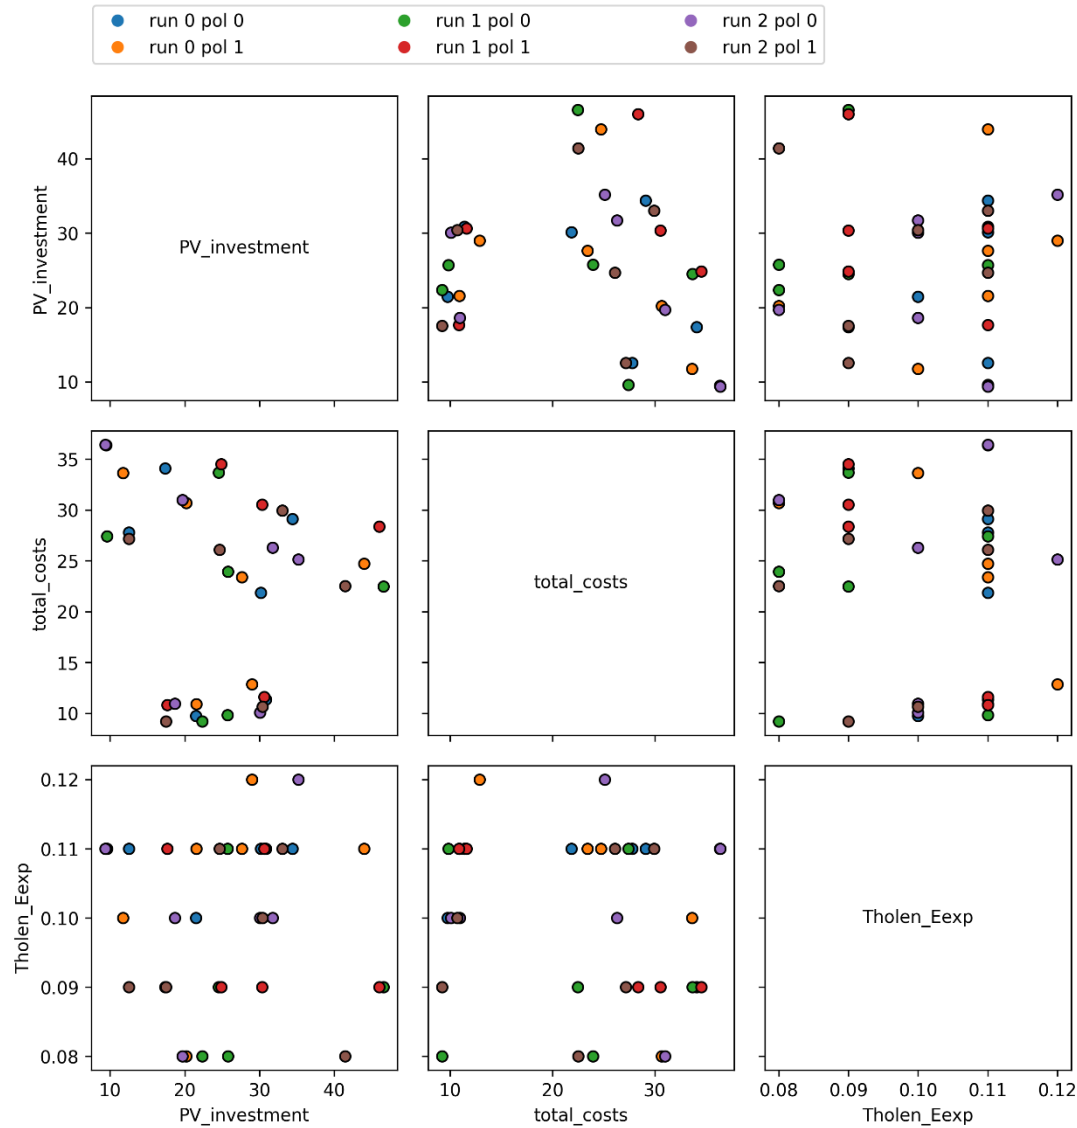 run 0 pol 0 run 1 pol 0 run 2 pol 0
run 0 pol 1 run 1 pol 1 run 2 pol 1
PV_investment
40
30
20
10
PV_investment
total_costs
35
30
25
20
15
10
total_costs
Tholen_Eexp
0.12
0.11
0.10
0.09
0.08
Tholen_Eexp
10 20 30 40
10 20 30
0.08 0.09 0.10 0.11 0.12
PV_investment
total_costs
Tholen_Eexp